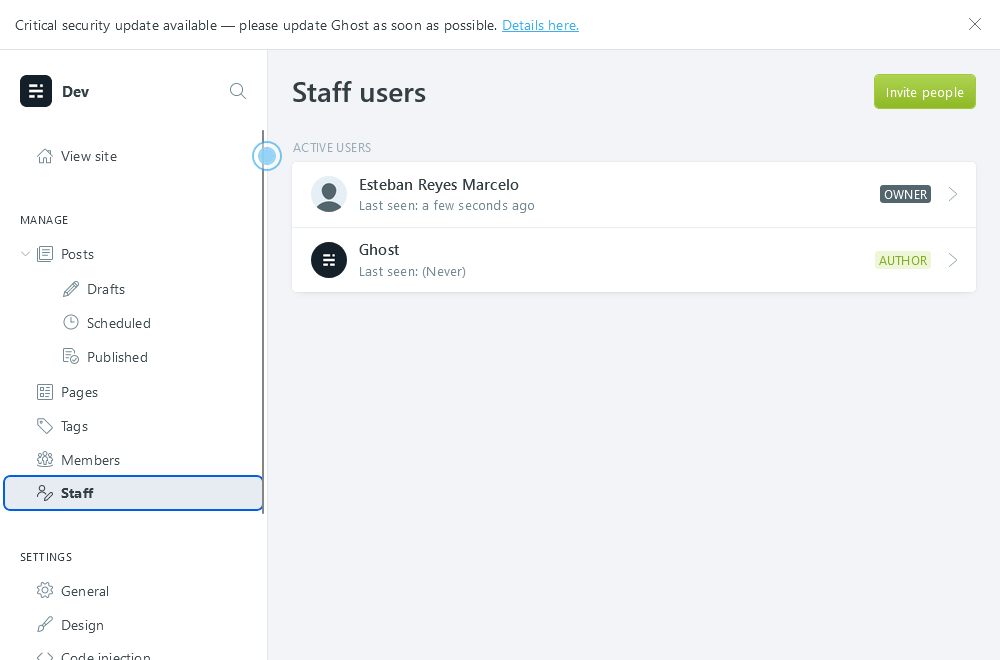 Critical security update available — please update Ghost as soon as possible. Details here.
Dev
View site
MANAGE
Posts
Drafts
Scheduled
Published
Pages
Tags
Members
Staff
SETTINGS
General
Design
Code injection
Staff users
Invite people
ACTIVE USERS
Esteban Reyes Marcelo
Last seen: a few seconds ago
OWNER
Ghost
Last seen: (Never)
AUTHOR